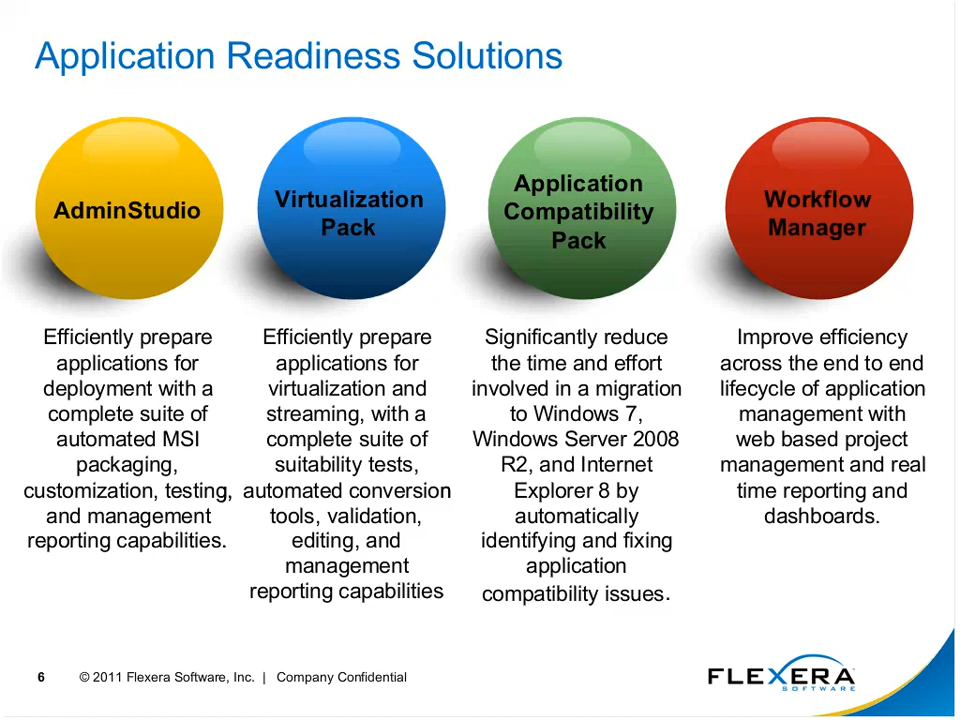 Application Readiness Solutions
AdminStudio
Virtualization
Pack
Application
Compatibility
Pack
Workflow
Manager
Efficiently prepare
applications for
deployment with a
complete suite of
automated MSI
packaging,
customization, testing,
and management
reporting capabilities.
Efficiently prepare
applications for
virtualization and
streaming, with a
complete suite of
suitability tests,
automated conversion
tools, validation,
editing, and
management
reporting capabilities
Significantly reduce
the time and effort
involved in a migration
to Windows 7,
Windows Server 2008
R2, and Internet
Explorer 8 by
automatically
identifying and fixing
application
compatibility issues.
Improve efficiency
across the end to end
lifecycle of application
management with
web based project
management and real
time reporting and
dashboards.
6 © 2011 Flexera Software, Inc. | Company Confidential
FLEXERA
SOFTWARE